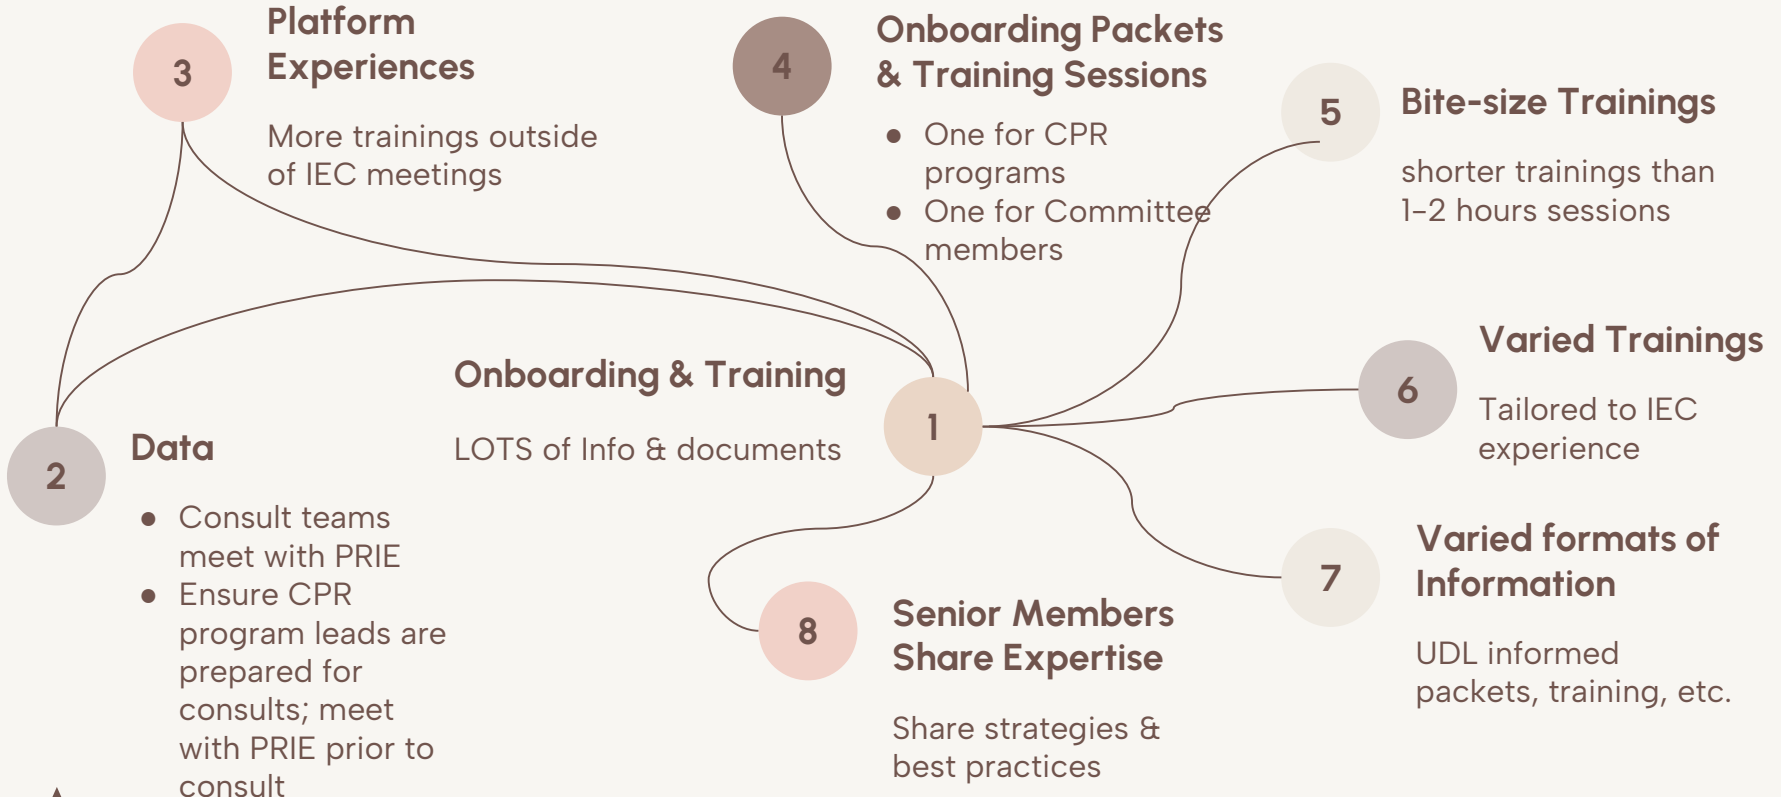 3
Platform
Experiences
More trainings outside
of IEC meetings
4
Onboarding Packets
& Training Sessions
● One for CPR
programs
● One for Committee
members
5
Bite-size Trainings
shorter trainings than
1-2 hours sessions
Onboarding & Training
LOTS of Info & documents
1
6
Varied Trainings
Tailored to IEC
experience
2
Data
● Consult teams
meet with PRIE
● Ensure CPR
program leads are
prepared for
consults; meet
with PRIE prior to
consult
7
Varied formats of
Information
UDL informed
packets, training, etc.
8
Senior Members
Share Expertise
Share strategies &
best practices